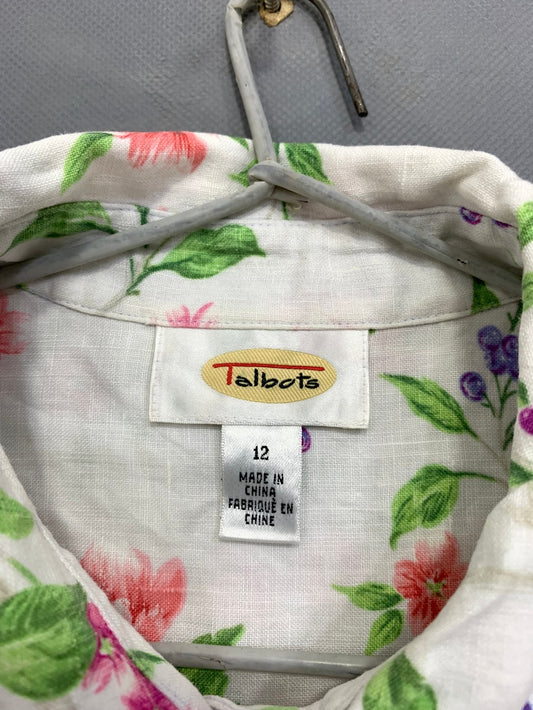 Talbots
12
MADE IN
CHINA
FABRIQUÉ EN
CHINE